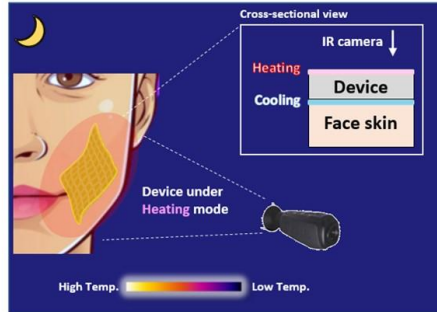 Cross-sectional view
IR camera
Heating
Device
Cooling
Face skin
Device under
Heating mode
High Temp.
Low Temp.